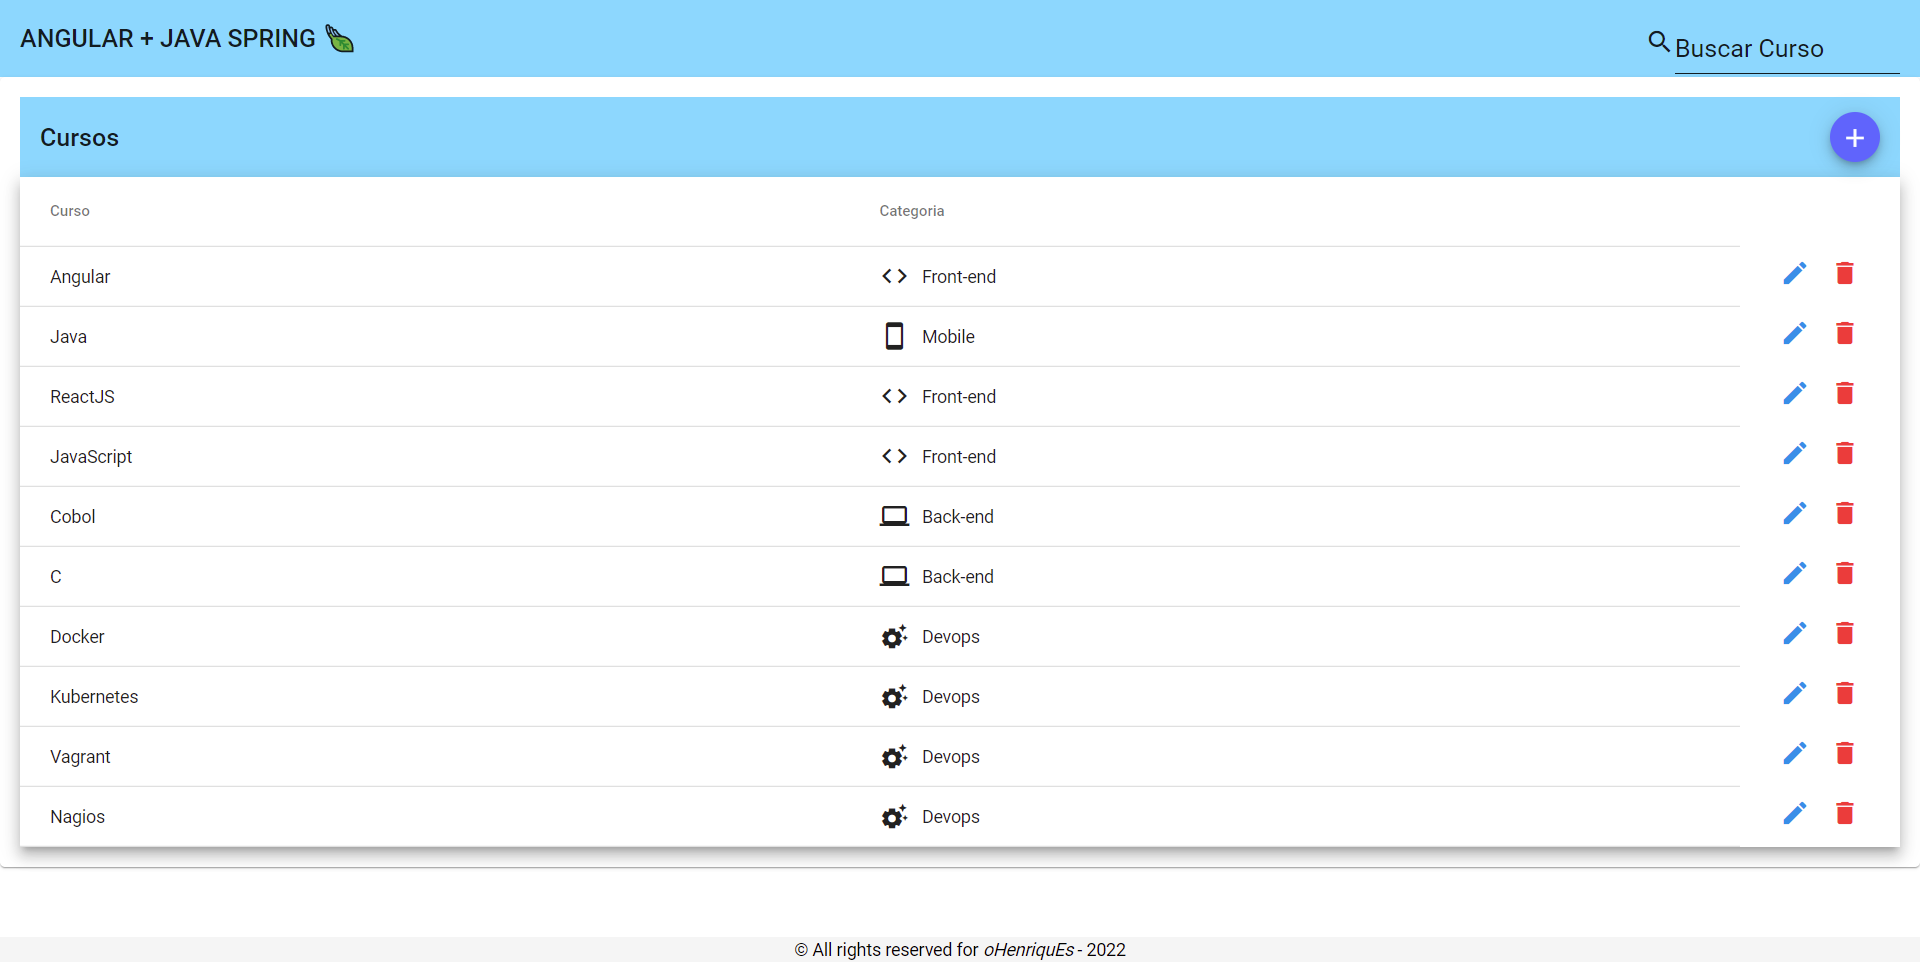 ANGULAR + JAVA SPRING
Buscar Curso
Cursos
Curso Categoria
Angular Front-end
Java Mobile
ReactJS Front-end
JavaScript Front-end
Cobol Back-end
C Back-end
Docker Devops
Kubernetes Devops
Vagrant Devops
Nagios Devops
© All rights reserved for oHenriquEs - 2022